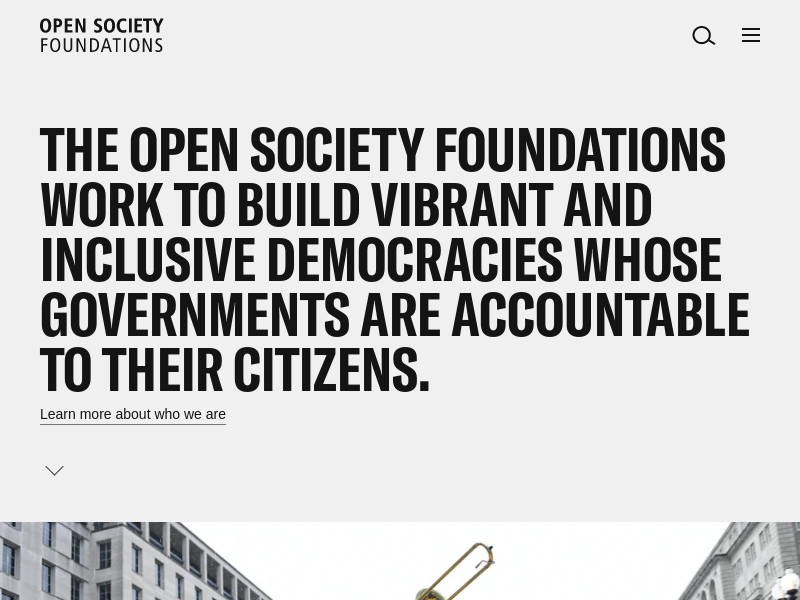 OPEN SOCIETY
FOUNDATIONS
THE OPEN SOCIETY FOUNDATIONS
WORK TO BUILD VIBRANT AND
INCLUSIVE DEMOCRACIES WHOSE
GOVERNMENTS ARE ACCOUNTABLE
TO THEIR CITIZENS.
Learn more about who we are